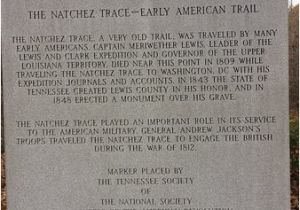 THE NATCHEZ TRACE—EARLY AMERICAN TRAIL
THE NATCHEZ TRACE, A VERY OLD TRAIL, WAS TRAVELED BY MANY
EARLY AMERICANS. CAPTAIN MERIWETHER LEWIS, LEADER OF THE
LEWIS AND CLARK EXPEDITION AND GOVERNOR OF THE UPPER
LOUISIANA TERRITORY, DIED NEAR THIS POINT IN 1809 WHILE
TRAVELING THE NATCHEZ TRACE TO WASHINGTON, DC WITH HIS
EXPEDITION JOURNALS AND ACCOUNTS. IN 1843 THE STATE OF
TENNESSEE CREATED LEWIS COUNTY IN HIS HONOR, AND IN
1848 ERECTED A MONUMENT OVER HIS GRAVE.
THE NATCHEZ TRACE PLAYED AN IMPORTANT ROLE IN ITS SERVICE
TO THE AMERICAN MILITARY. GENERAL ANDREW JACKSON'S
TROOPS TRAVELED THE NATCHEZ TRACE TO ENGAGE THE BRITISH
DURING THE WAR OF 1812.
MARKER PLACED BY
THE TENNESSEE SOCIETY
OF
THE NATIONAL SOCIETY